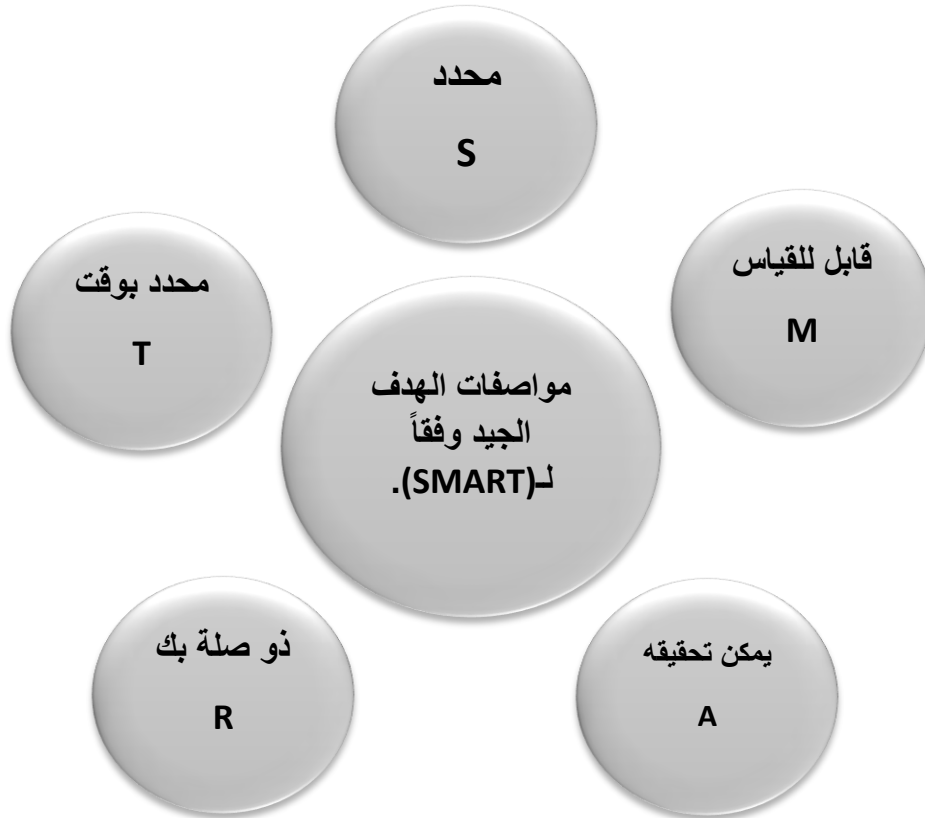 محدد
S
قابل للقياس
M
محدد بوقت
T
مواصفات الهدف
الجيد وفقاً
لـ(SMART).
يمكن تحقيقه
A
ذو صلة بك
R